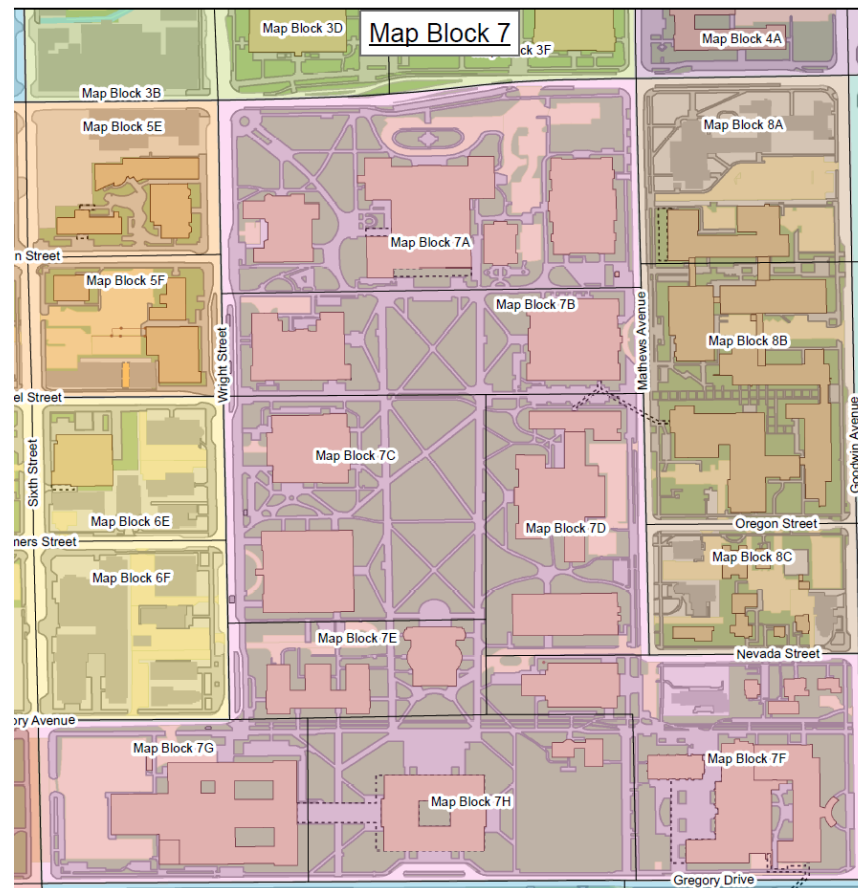 Map Block 7
Map Block 3D
ck 3F
Map Block 4A
Map Block 3B
Map Block 5E
Map Block 8A
Map Block 7A
n Street
Map Block 5F
Map Block 7B
Wright Street
Mathews Avenue
Map Block 8B
el Street
Map Block 7C
Sixth Street
Goodwin Avenue
Map Block 6E
Map Block 7D
Oregon Street
mers Street
Map Block 8C
Map Block 6F
Map Block 7E
Nevada Street
ory Avenue
Map Block 7G
Map Block 7F
Map Block 7H
Gregory Drive